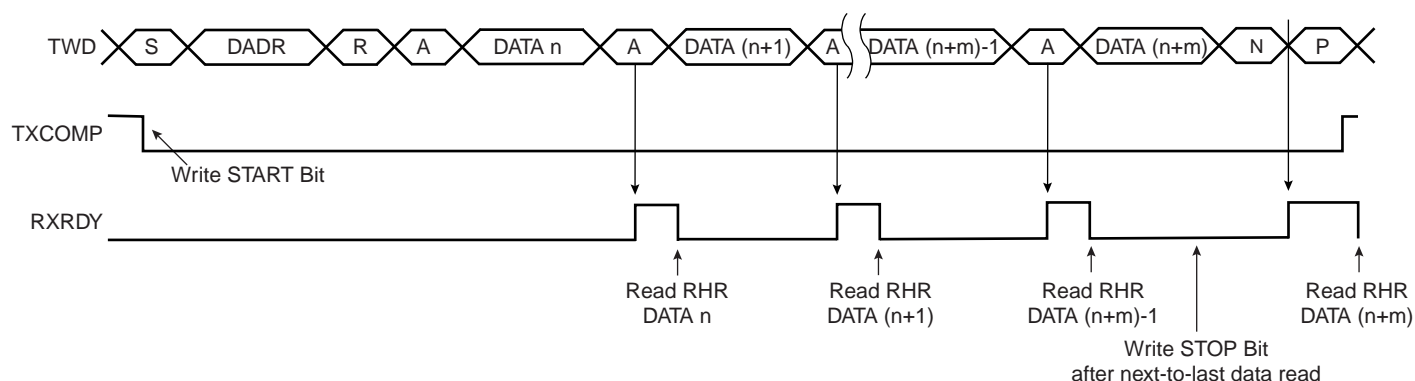 TWD S DADR R A DATA n A DATA (n+1) A DATA (n+m)-1 A DATA (n+m) N P
TXCOMP
Write START Bit
RXRDY
Read RHR Read RHR Read RHR Read RHR
DATA n DATA (n+1) DATA (n+m)-1 DATA (n+m)
Write STOP Bit
after next-to-last data read